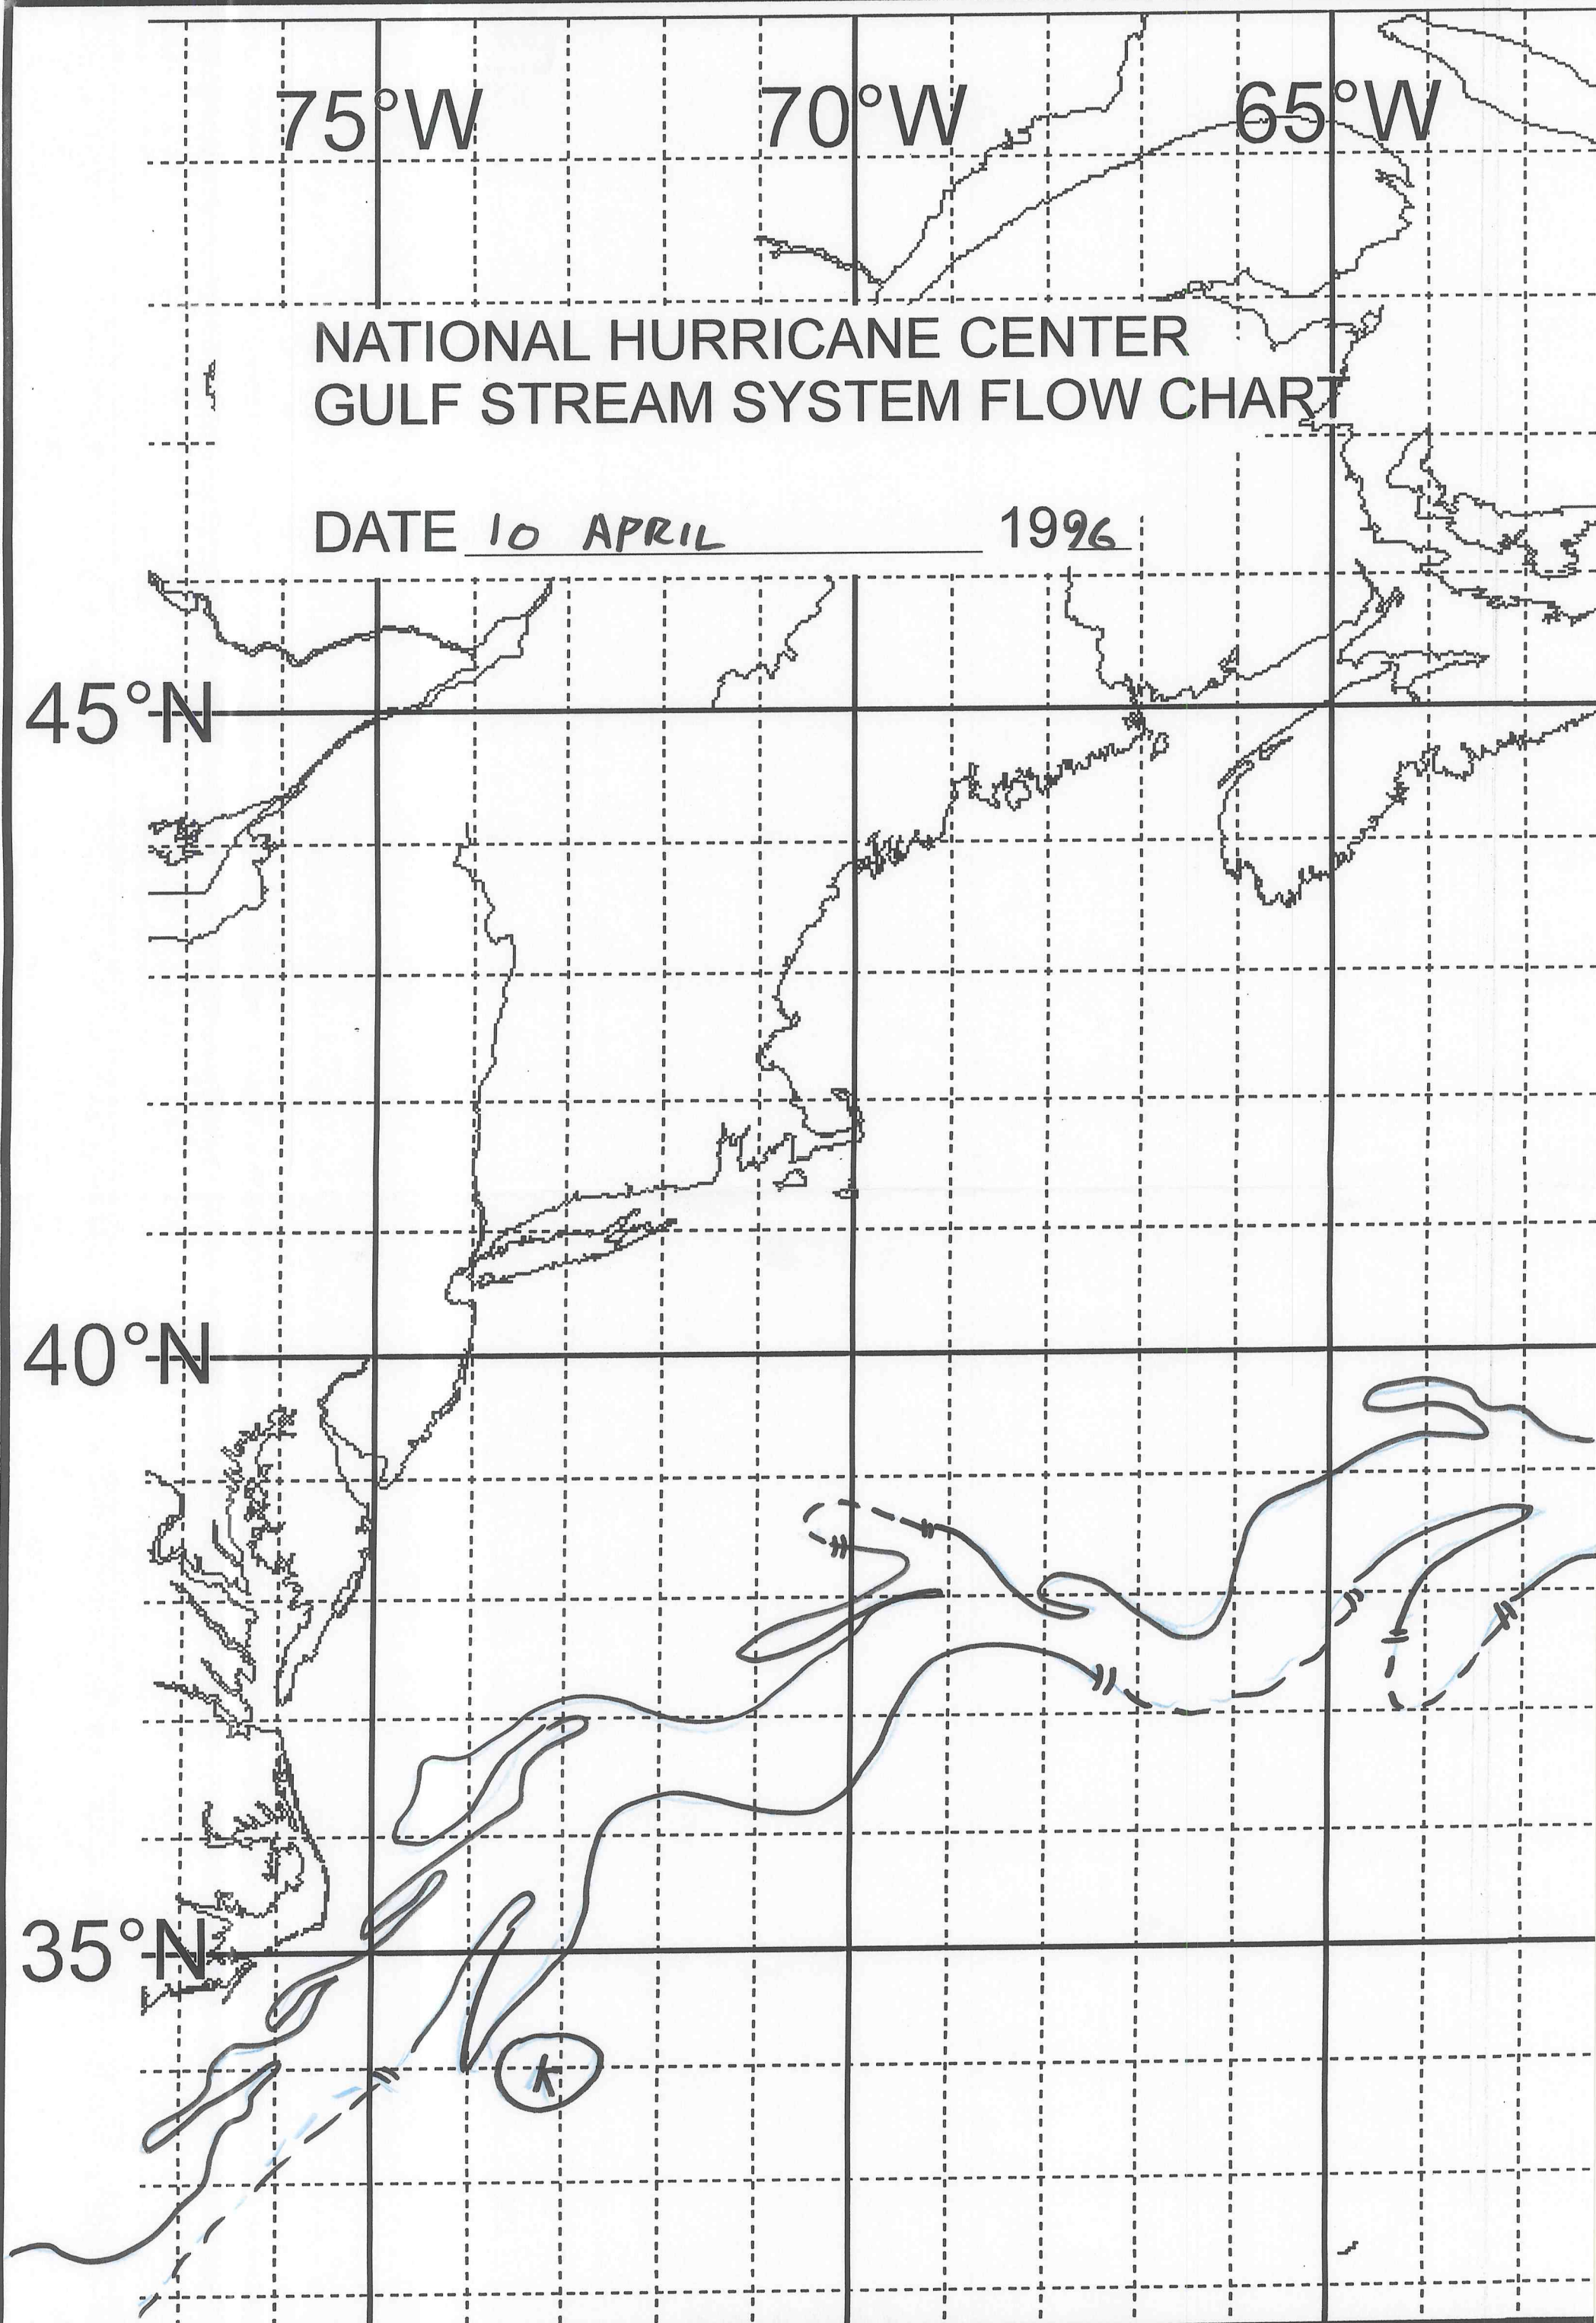 75°W 70°W 65°W
NATIONAL HURRICANE CENTER
GULF STREAM SYSTEM FLOW CHART
DATE 10 APRIL 1996
45°N
40°N
35°N
K